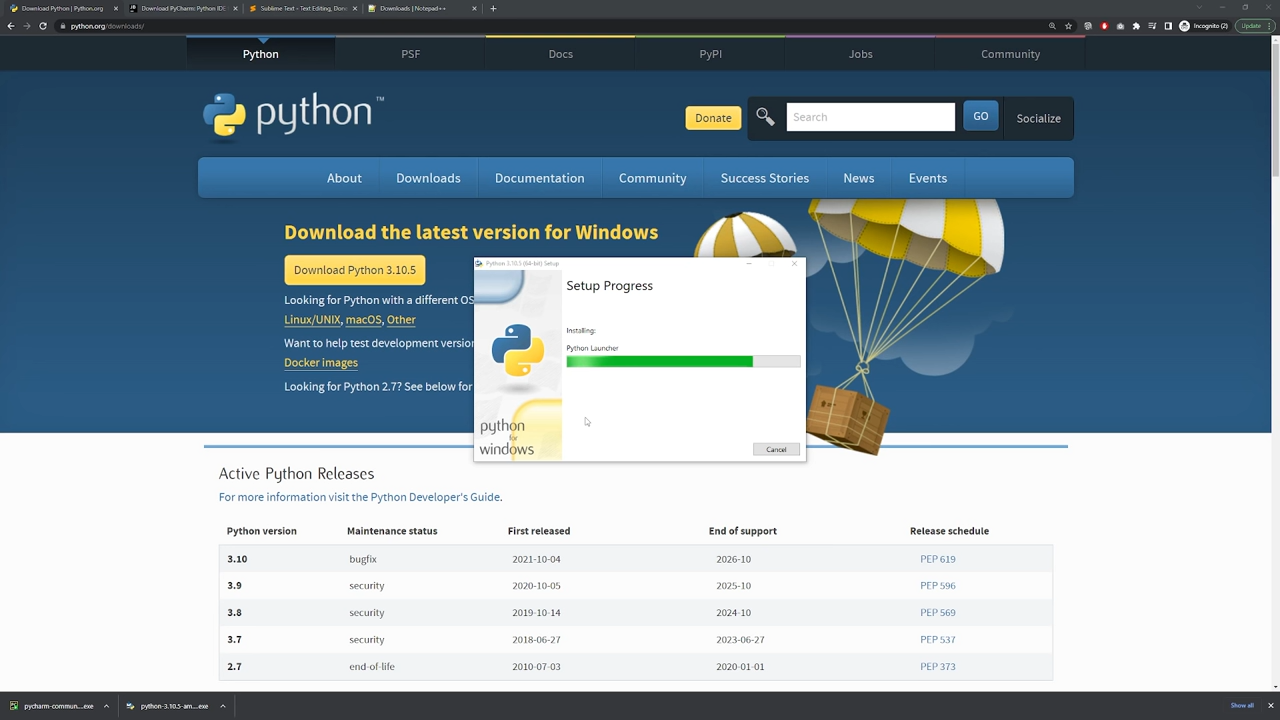 Download Python | Python.org
Download PyCharm: Python IDE
Sublime Text - Text Editing, Done
Downloads | Notepad++
python.org/downloads/
Incognito (2)
Update
Python
PSF
Docs
PyPI
Jobs
Community
python™
Donate
Search
GO
Socialize
About
Downloads
Documentation
Community
Success Stories
News
Events
Download the latest version for Windows
Download Python 3.10.5
Looking for Python with a different OS
Linux/UNIX, macOS, Other
Want to help test development version
Docker images
Looking for Python 2.7? See below for
Python 3.10.5 (64-bit) Setup
Setup Progress
Installing:
Python Launcher
python
for
windows
Cancel
Active Python Releases
For more information visit the Python Developer's Guide.
Python version Maintenance status First released End of support Release schedule
3.10 bugfix 2021-10-04 2026-10 PEP 619
3.9 security 2020-10-05 2025-10 PEP 596
3.8 security 2019-10-14 2024-10 PEP 569
3.7 security 2018-06-27 2023-06-27 PEP 537
2.7 end-of-life 2010-07-03 2020-01-01 PEP 373
pycharm-commun....exe
python-3.10.5-am....exe
Show all